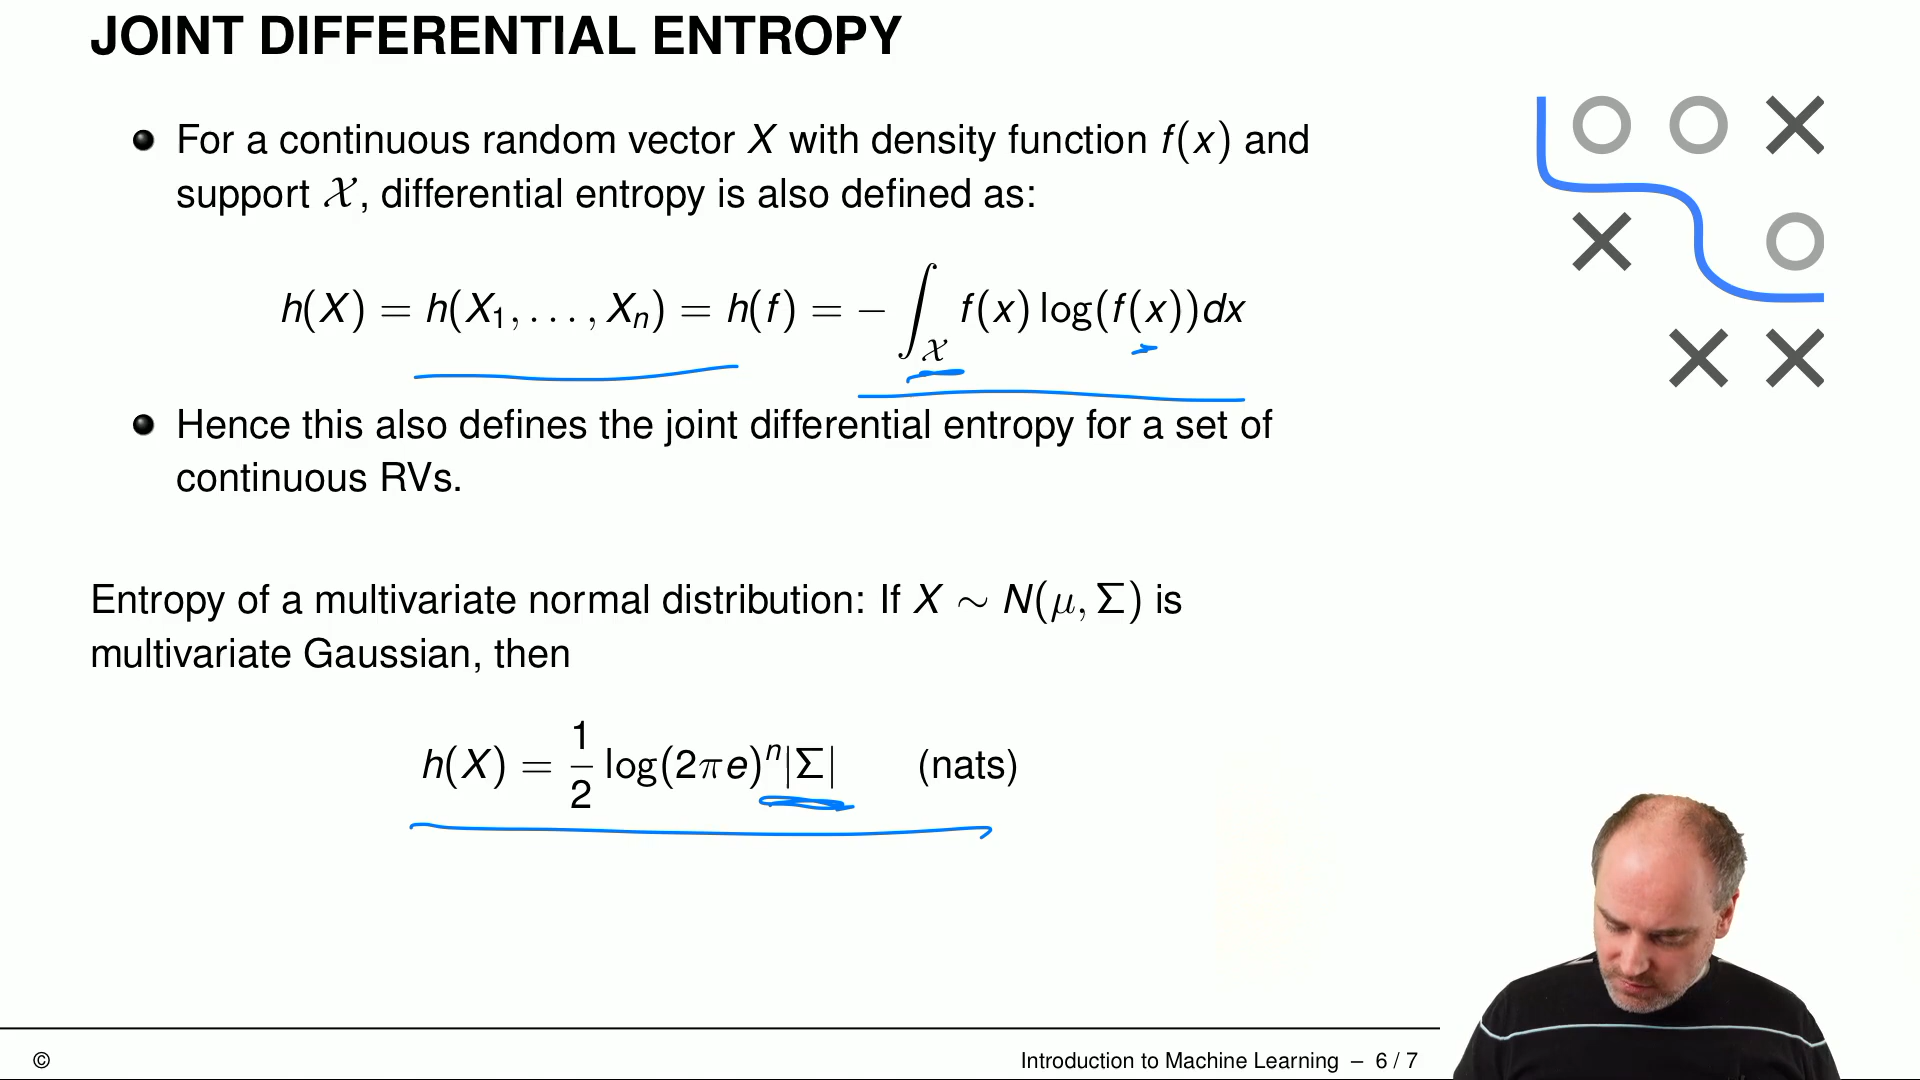 JOINT DIFFERENTIAL ENTROPY
For a continuous random vector X with density function f(x) and
support 𝒳, differential entropy is also defined as:
h(X) = h(X₁, . . . , Xₙ) = h(f) = − ∫_𝒳 f(x) log(f(x))dx
Hence this also defines the joint differential entropy for a set of
continuous RVs.
Entropy of a multivariate normal distribution: If X ∼ N(μ, Σ) is
multivariate Gaussian, then
h(X) = 1/2 log(2πe)ⁿ|Σ| (nats)
© Introduction to Machine Learning – 6 / 7